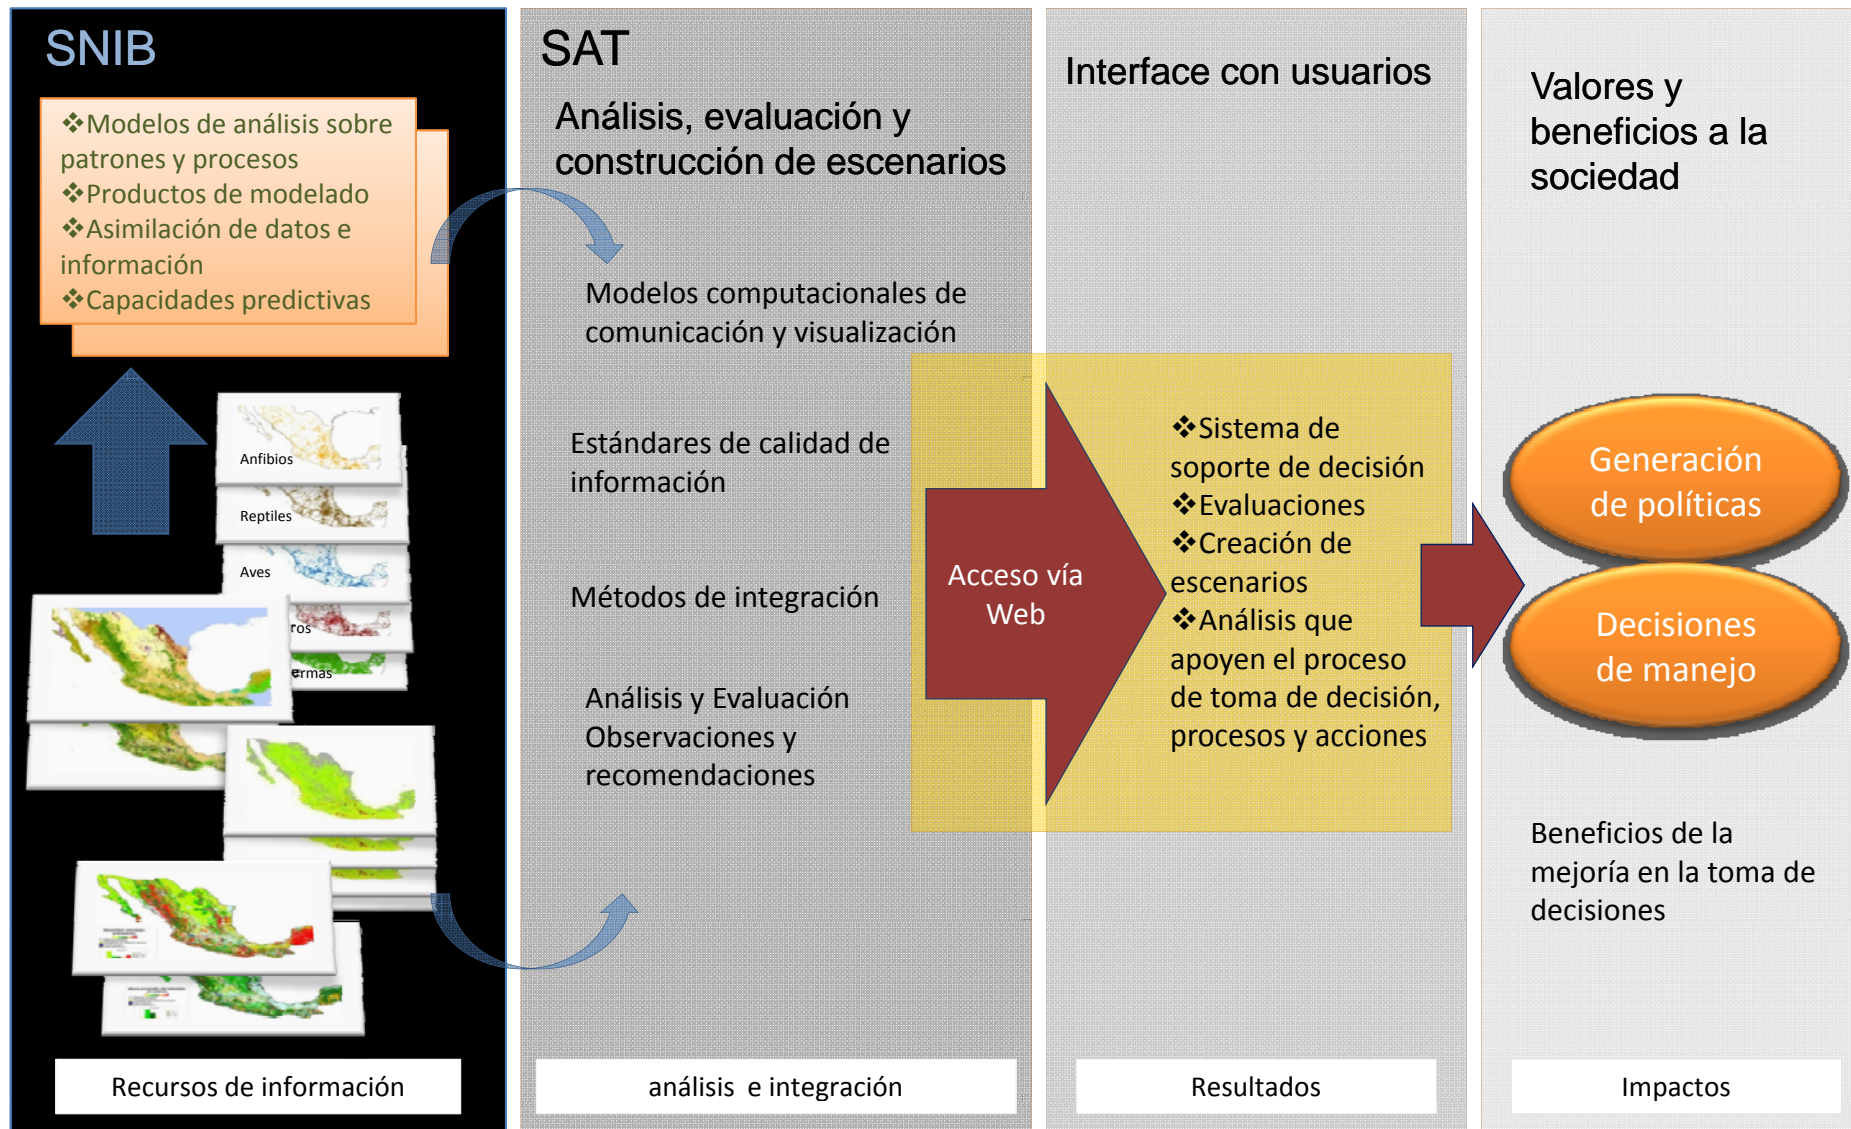 SNIB
❖Modelos de análisis sobre
patrones y procesos
❖Productos de modelado
❖Asimilación de datos e
información
❖Capacidades predictivas
Anfibios
Reptiles
Aves
ros
ermas
Recursos de información
SAT
Análisis, evaluación y
construcción de escenarios
Modelos computacionales de
comunicación y visualización
Estándares de calidad de
información
Métodos de integración
Análisis y Evaluación
Observaciones y
recomendaciones
análisis e integración
Interface con usuarios
Acceso vía
Web
❖Sistema de
soporte de decisión
❖Evaluaciones
❖Creación de
escenarios
❖Análisis que
apoyen el proceso
de toma de decisión,
procesos y acciones
Resultados
Valores y
beneficios a la
sociedad
Generación
de políticas
Decisiones
de manejo
Beneficios de la
mejoría en la toma de
decisiones
Impactos